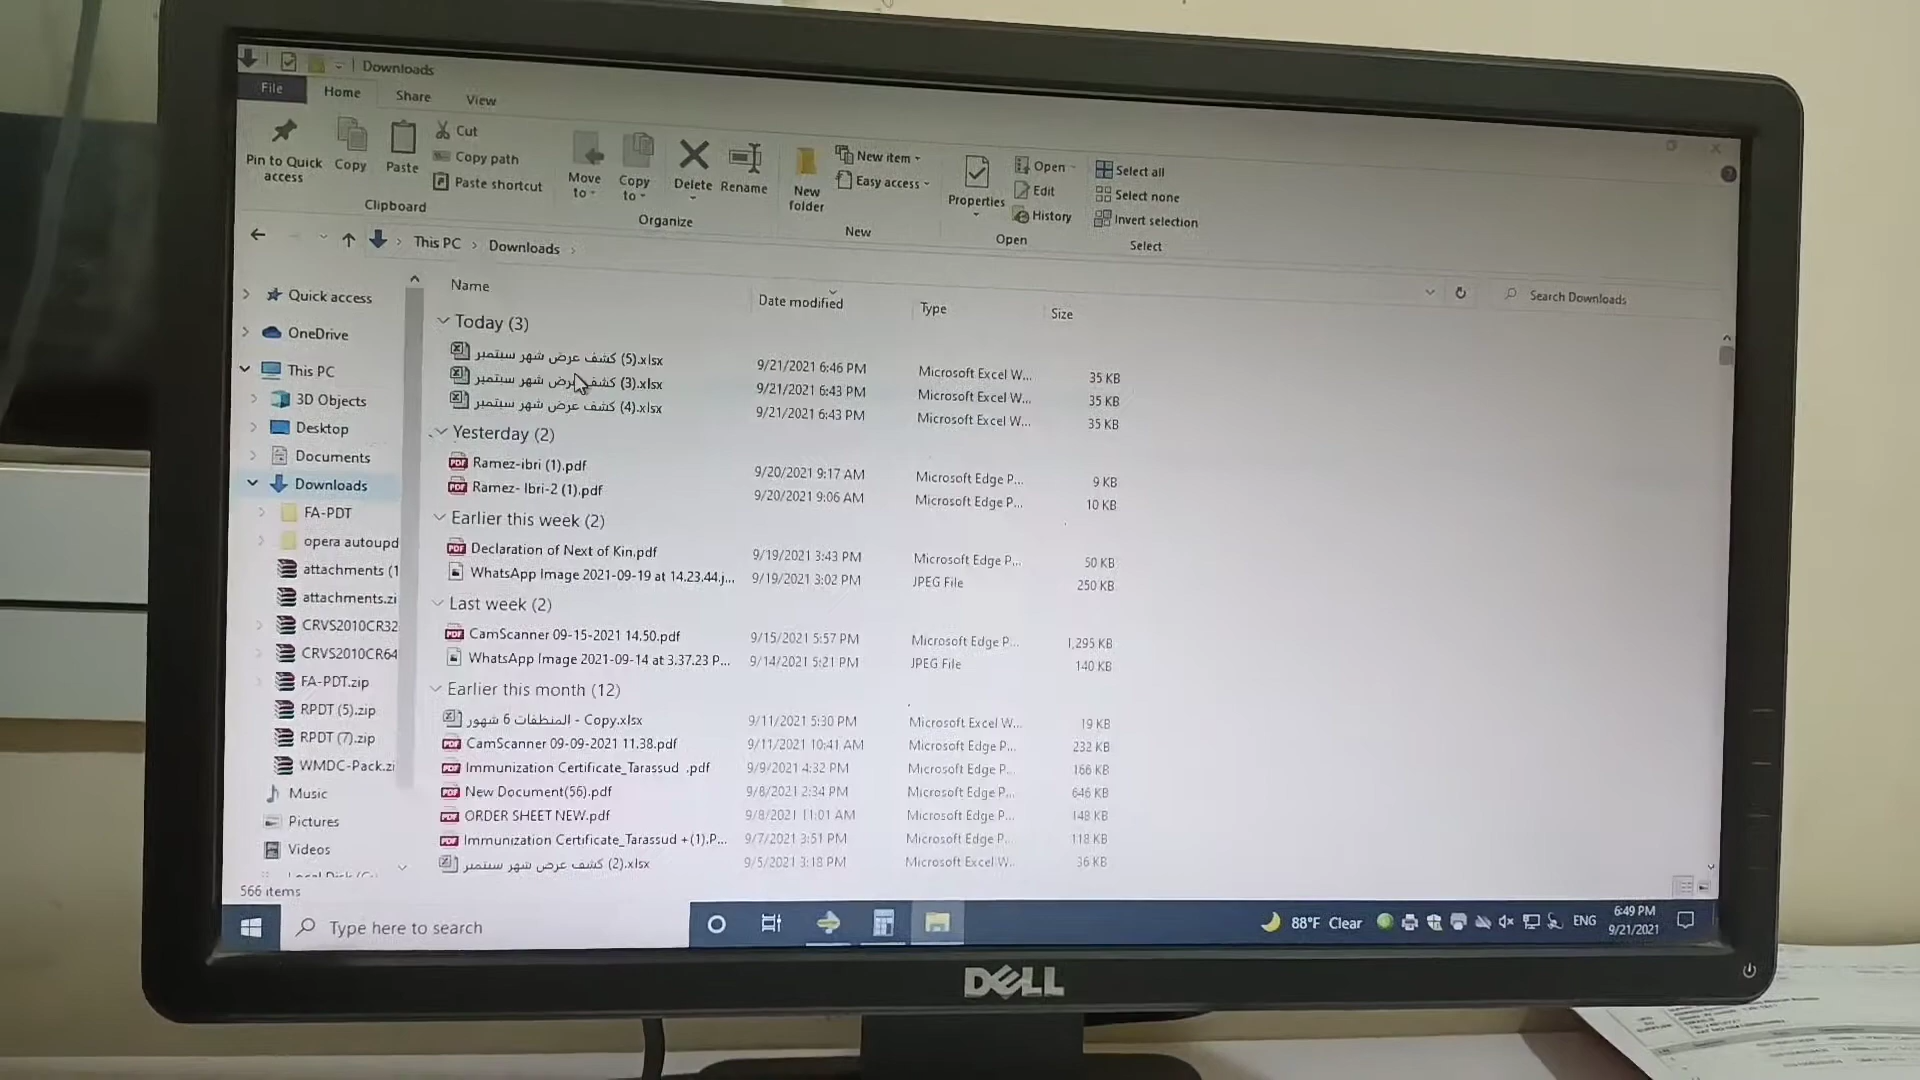 Downloads
File Home Share View
Pin to Quick access
Copy
Paste
Cut
Copy path
Paste shortcut
Clipboard
Move to
Copy to
Delete
Rename
Organize
New folder
New item
Easy access
New
Properties
Open
Edit
History
Open
Select all
Select none
Invert selection
Select
This PC > Downloads >
Search Downloads
Quick access
OneDrive
This PC
3D Objects
Desktop
Documents
Downloads
FA-PDT
opera autoupd
attachments (1
attachments.zi
CRVS2010CR32
CRVS2010CR64
FA-PDT.zip
RPDT (5).zip
RPDT (7).zip
WMDC-Pack.zi
Music
Pictures
Videos
Local Disk (C:
566 items
Name Date modified Type Size
Today (3)
كشف عرض شهر سبتمبر (5).xlsx 9/21/2021 6:46 PM Microsoft Excel W... 35 KB
كشف عرض شهر سبتمبر (3).xlsx 9/21/2021 6:43 PM Microsoft Excel W... 35 KB
كشف عرض شهر سبتمبر (4).xlsx 9/21/2021 6:43 PM Microsoft Excel W... 35 KB
Yesterday (2)
Ramez-ibri (1).pdf 9/20/2021 9:17 AM Microsoft Edge P... 9 KB
Ramez- Ibri-2 (1).pdf 9/20/2021 9:06 AM Microsoft Edge P... 10 KB
Earlier this week (2)
Declaration of Next of Kin.pdf 9/19/2021 3:43 PM Microsoft Edge P... 50 KB
WhatsApp Image 2021-09-19 at 14.23.44.j... 9/19/2021 3:02 PM JPEG File 250 KB
Last week (2)
CamScanner 09-15-2021 14.50.pdf 9/15/2021 5:57 PM Microsoft Edge P... 1,295 KB
WhatsApp Image 2021-09-14 at 3.37.23 P... 9/14/2021 5:21 PM JPEG File 140 KB
Earlier this month (12)
المنظفات 6 شهور - Copy.xlsx 9/11/2021 5:30 PM Microsoft Excel W... 19 KB
CamScanner 09-09-2021 11.38.pdf 9/11/2021 10:41 AM Microsoft Edge P... 232 KB
Immunization Certificate_Tarassud .pdf 9/9/2021 4:32 PM Microsoft Edge P... 166 KB
New Document(56).pdf 9/8/2021 2:34 PM Microsoft Edge P... 646 KB
ORDER SHEET NEW.pdf 9/8/2021 11:01 AM Microsoft Edge P... 148 KB
Immunization Certificate_Tarassud +(1).P... 9/7/2021 3:51 PM Microsoft Edge P... 118 KB
كشف عرض شهر سبتمبر (2).xlsx 9/5/2021 3:18 PM Microsoft Excel W... 36 KB
Type here to search
88°F Clear
ENG
6:49 PM
9/21/2021
DELL